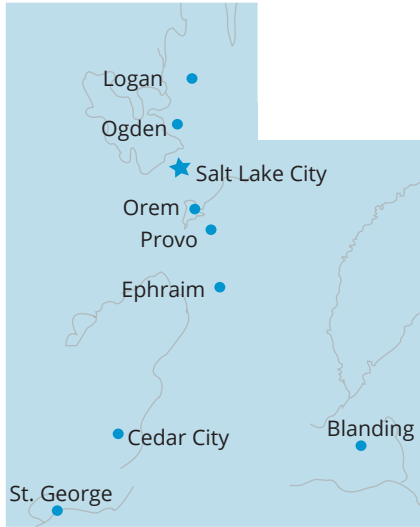 Logan
Ogden
Salt Lake City
Orem
Provo
Ephraim
Blanding
Cedar City
St. George